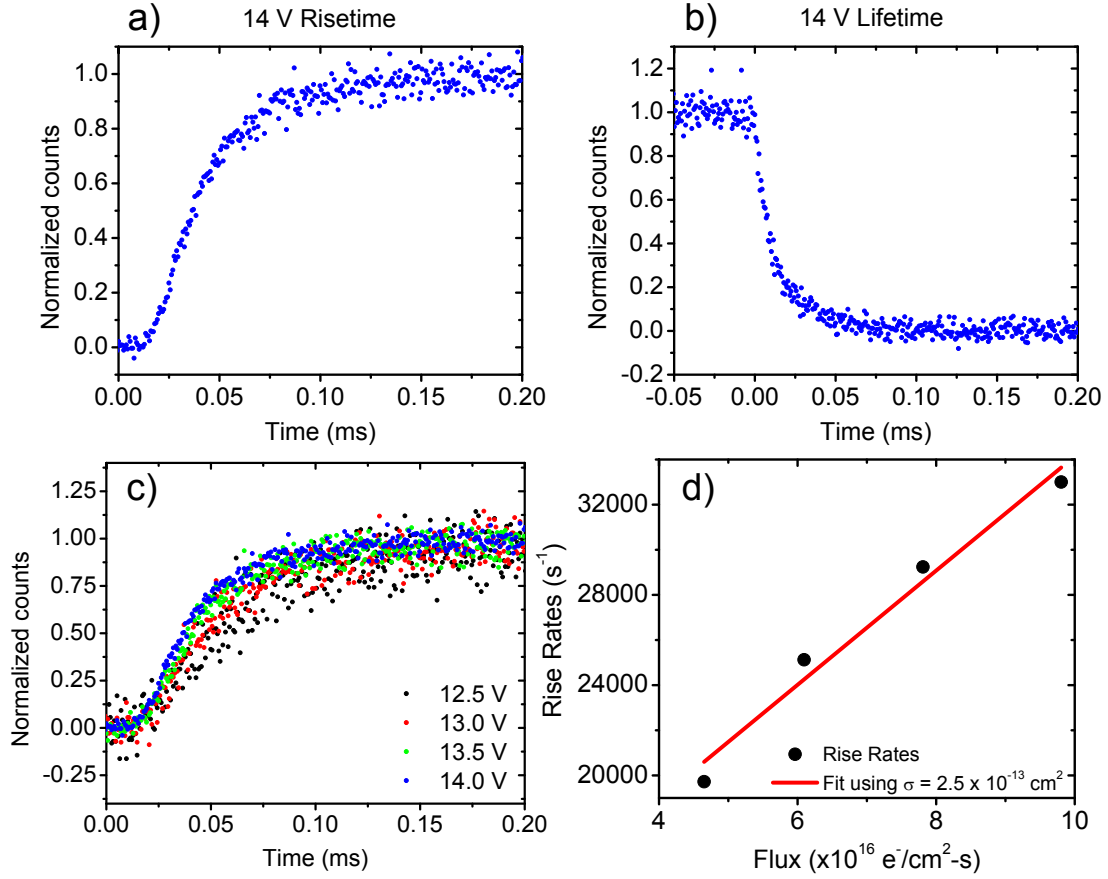 a)
14 V Risetime
1.0
0.8
0.6
0.4
0.2
0.0
Normalized counts
0.00 0.05 0.10 0.15 0.20
Time (ms)
b)
14 V Lifetime
1.2
1.0
0.8
0.6
0.4
0.2
0.0
-0.2
Normalized counts
-0.05 0.00 0.05 0.10 0.15 0.20
Time (ms)
c)
1.25
1.00
0.75
0.50
0.25
0.00
-0.25
Normalized counts
12.5 V
13.0 V
13.5 V
14.0 V
0.00 0.05 0.10 0.15 0.20
Time (ms)
d)
32000
28000
24000
20000
Rise Rates (s⁻¹)
Rise Rates
Fit using σ = 2.5 x 10⁻¹³ cm²
4 6 8 10
Flux (x10¹⁶ e⁻/cm²-s)